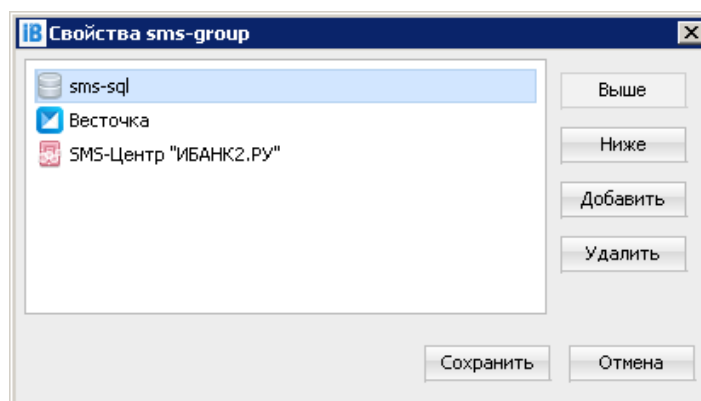 iB Свойства sms-group
sms-sql
Весточка
SMS-Центр "ИБАНК2.РУ"
Выше
Ниже
Добавить
Удалить
Сохранить
Отмена